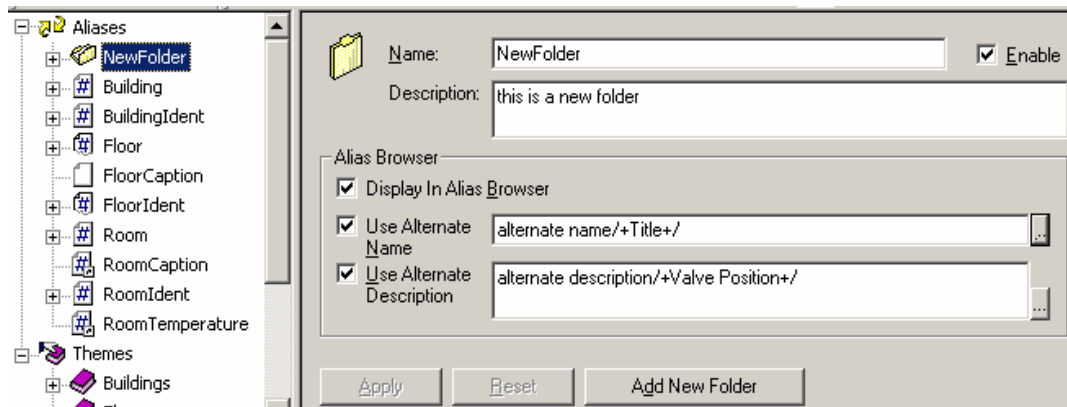 Aliases
NewFolder
Building
BuildingIdent
Floor
FloorCaption
FloorIdent
Room
RoomCaption
RoomIdent
RoomTemperature
Themes
Buildings
Name:
NewFolder
Enable
Description:
this is a new folder
Alias Browser
Display In Alias Browser
Use Alternate
Name
alternate name/+Title+/
..
Use Alternate
Description
alternate description/+Valve Position+/
...
Apply
Reset
Add New Folder